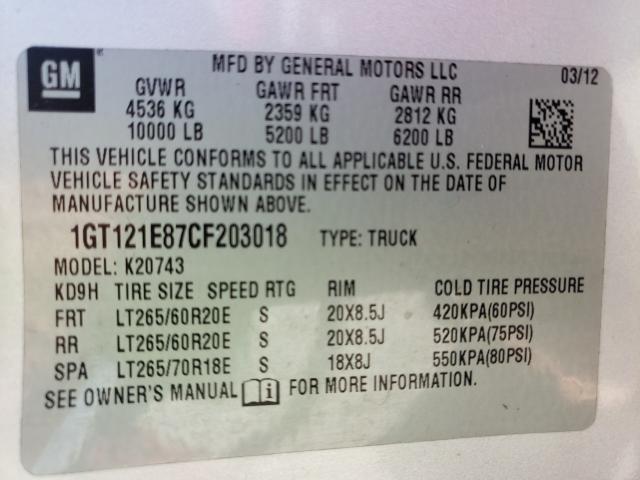 GM
MFD BY GENERAL MOTORS LLC 03/12
GVWR GAWR FRT GAWR RR
4536 KG 2359 KG 2812 KG
10000 LB 5200 LB 6200 LB
THIS VEHICLE CONFORMS TO ALL APPLICABLE U.S. FEDERAL MOTOR
VEHICLE SAFETY STANDARDS IN EFFECT ON THE DATE OF
MANUFACTURE SHOWN ABOVE.
1GT121E87CF203018 TYPE: TRUCK
MODEL: K20743
KD9H TIRE SIZE SPEED RTG RIM COLD TIRE PRESSURE
FRT LT265/60R20E S 20X8.5J 420KPA(60PSI)
RR LT265/60R20E S 20X8.5J 520KPA(75PSI)
SPA LT265/70R18E S 18X8J 550KPA(80PSI)
SEE OWNER'S MANUAL i FOR MORE INFORMATION.